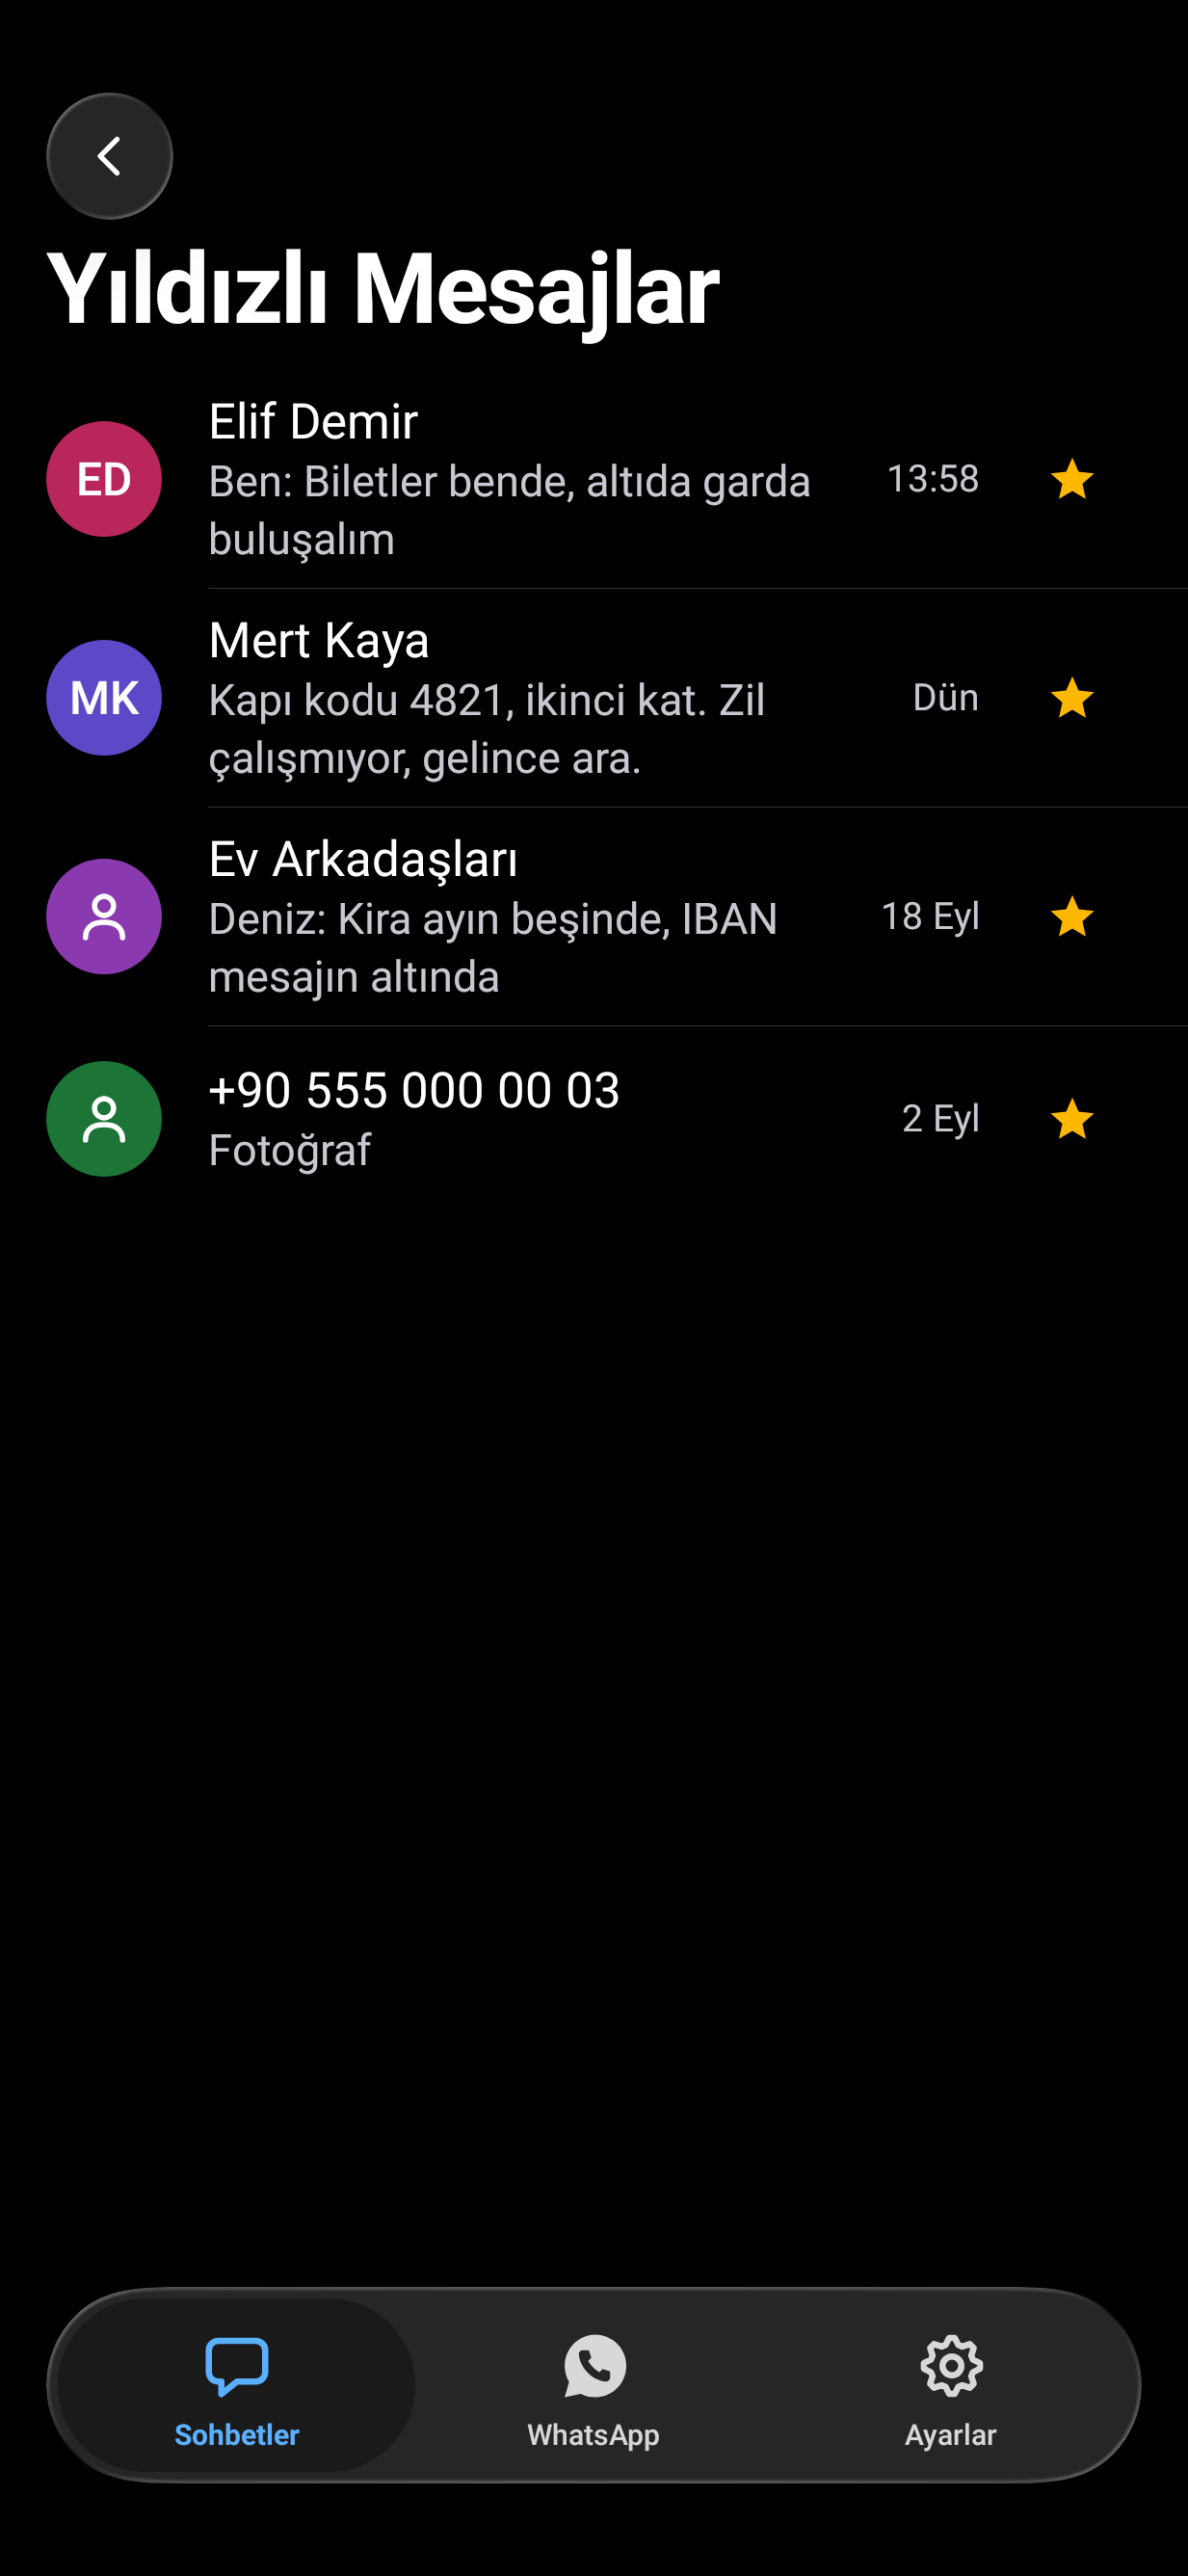 Yıldızlı Mesajlar
ED
Elif Demir
Ben: Biletler bende, altıda garda
buluşalım
13:58
MK
Mert Kaya
Kapı kodu 4821, ikinci kat. Zil
çalışmıyor, gelince ara.
Dün
Ev Arkadaşları
Deniz: Kira ayın beşinde, IBAN
mesajın altında
18 Eyl
+90 555 000 00 03
Fotoğraf
2 Eyl
Sohbetler
WhatsApp
Ayarlar